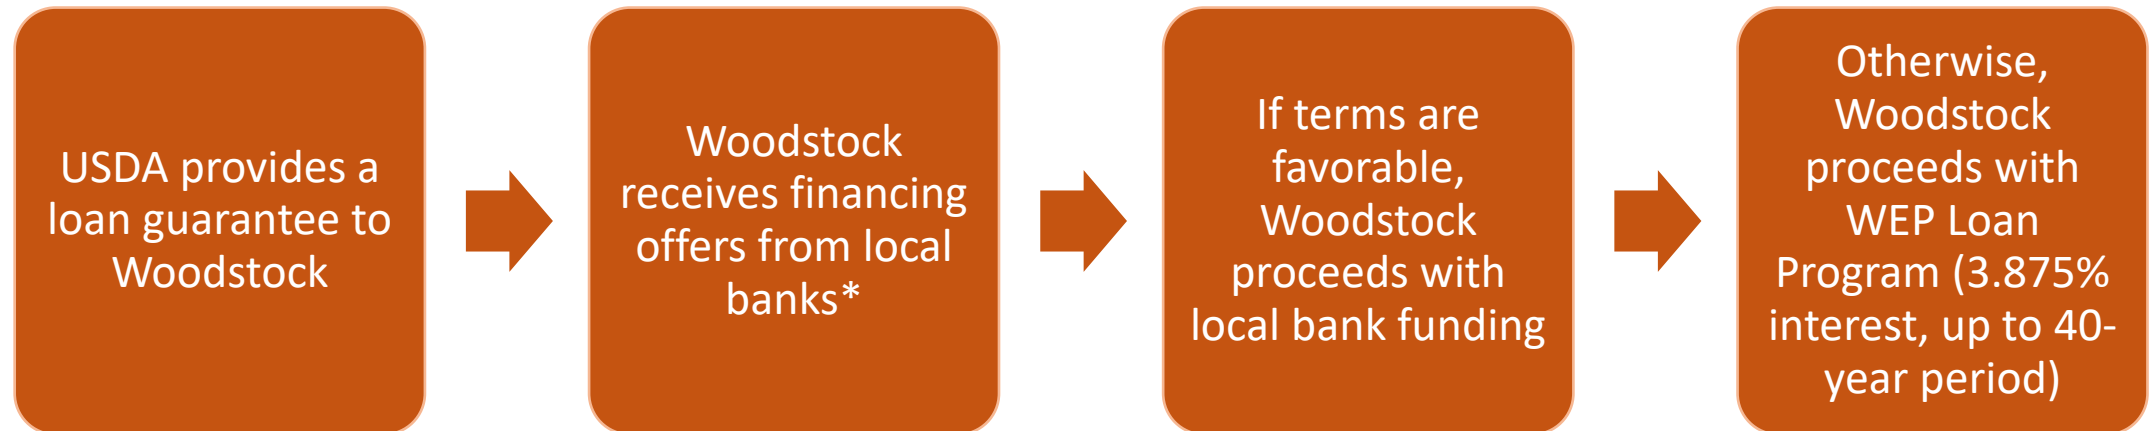 USDA provides a
loan guarantee to
Woodstock
Woodstock
receives financing
offers from local
banks*
If terms are
favorable,
Woodstock
proceeds with
local bank funding
Otherwise,
Woodstock
proceeds with
WEP Loan
Program (3.875%
interest, up to 40-
year period)